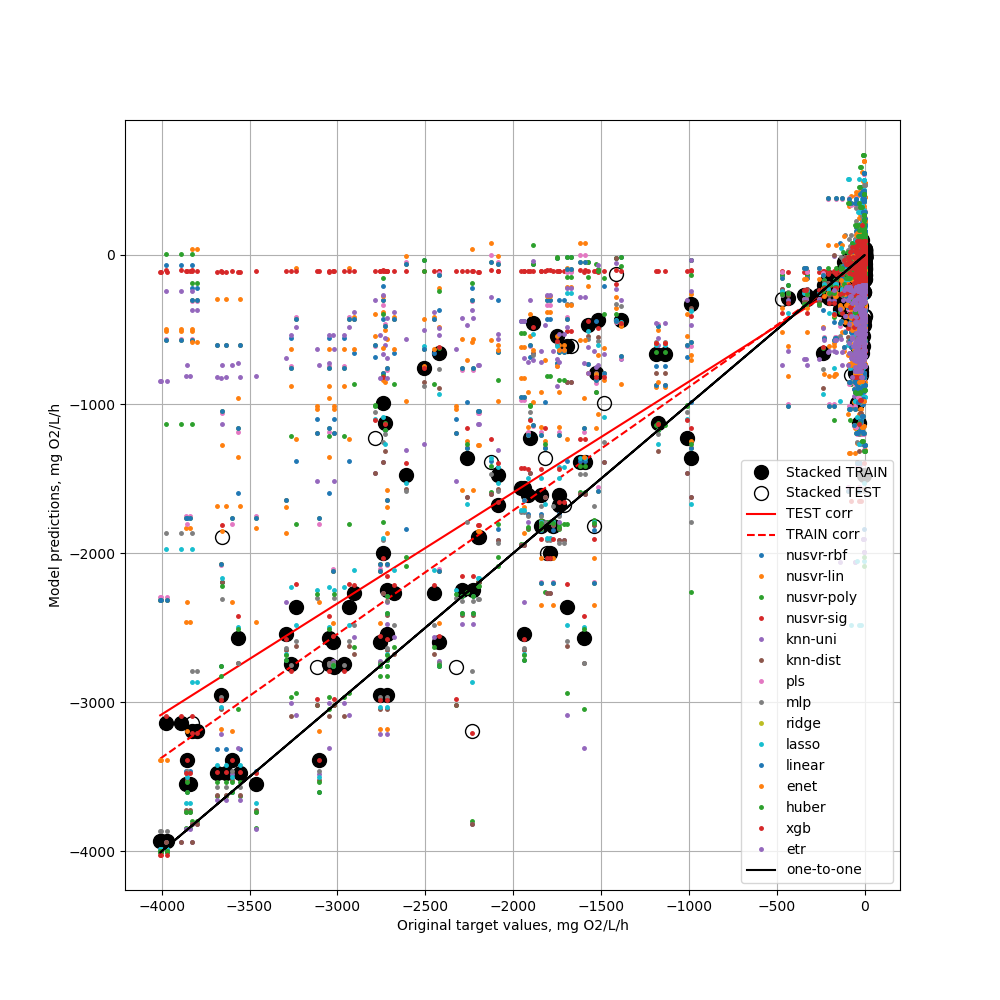 0
−1000
−2000
−3000
−4000
Model predictions, mg O2/L/h
−4000 −3500 −3000 −2500 −2000 −1500 −1000 −500 0
Original target values, mg O2/L/h
Stacked TRAIN
Stacked TEST
TEST corr
TRAIN corr
nusvr-rbf
nusvr-lin
nusvr-poly
nusvr-sig
knn-uni
knn-dist
pls
mlp
ridge
lasso
linear
enet
huber
xgb
etr
one-to-one